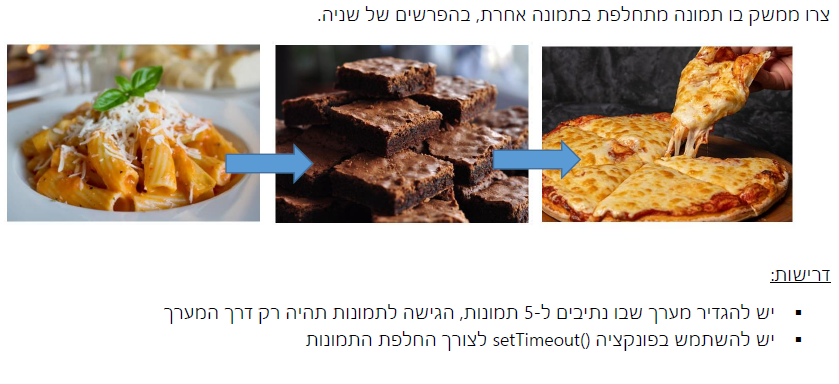 צרו ממשק בו תמונה מתחלפת בתמונה אחרת, בהפרשים של שניה.
דרישות:
▪ יש להגדיר מערך שבו נתיבים ל-5 תמונות, הגישה לתמונות תהיה רק דרך המערך
▪ יש להשתמש בפונקציה setTimeout() לצורך החלפת התמונות